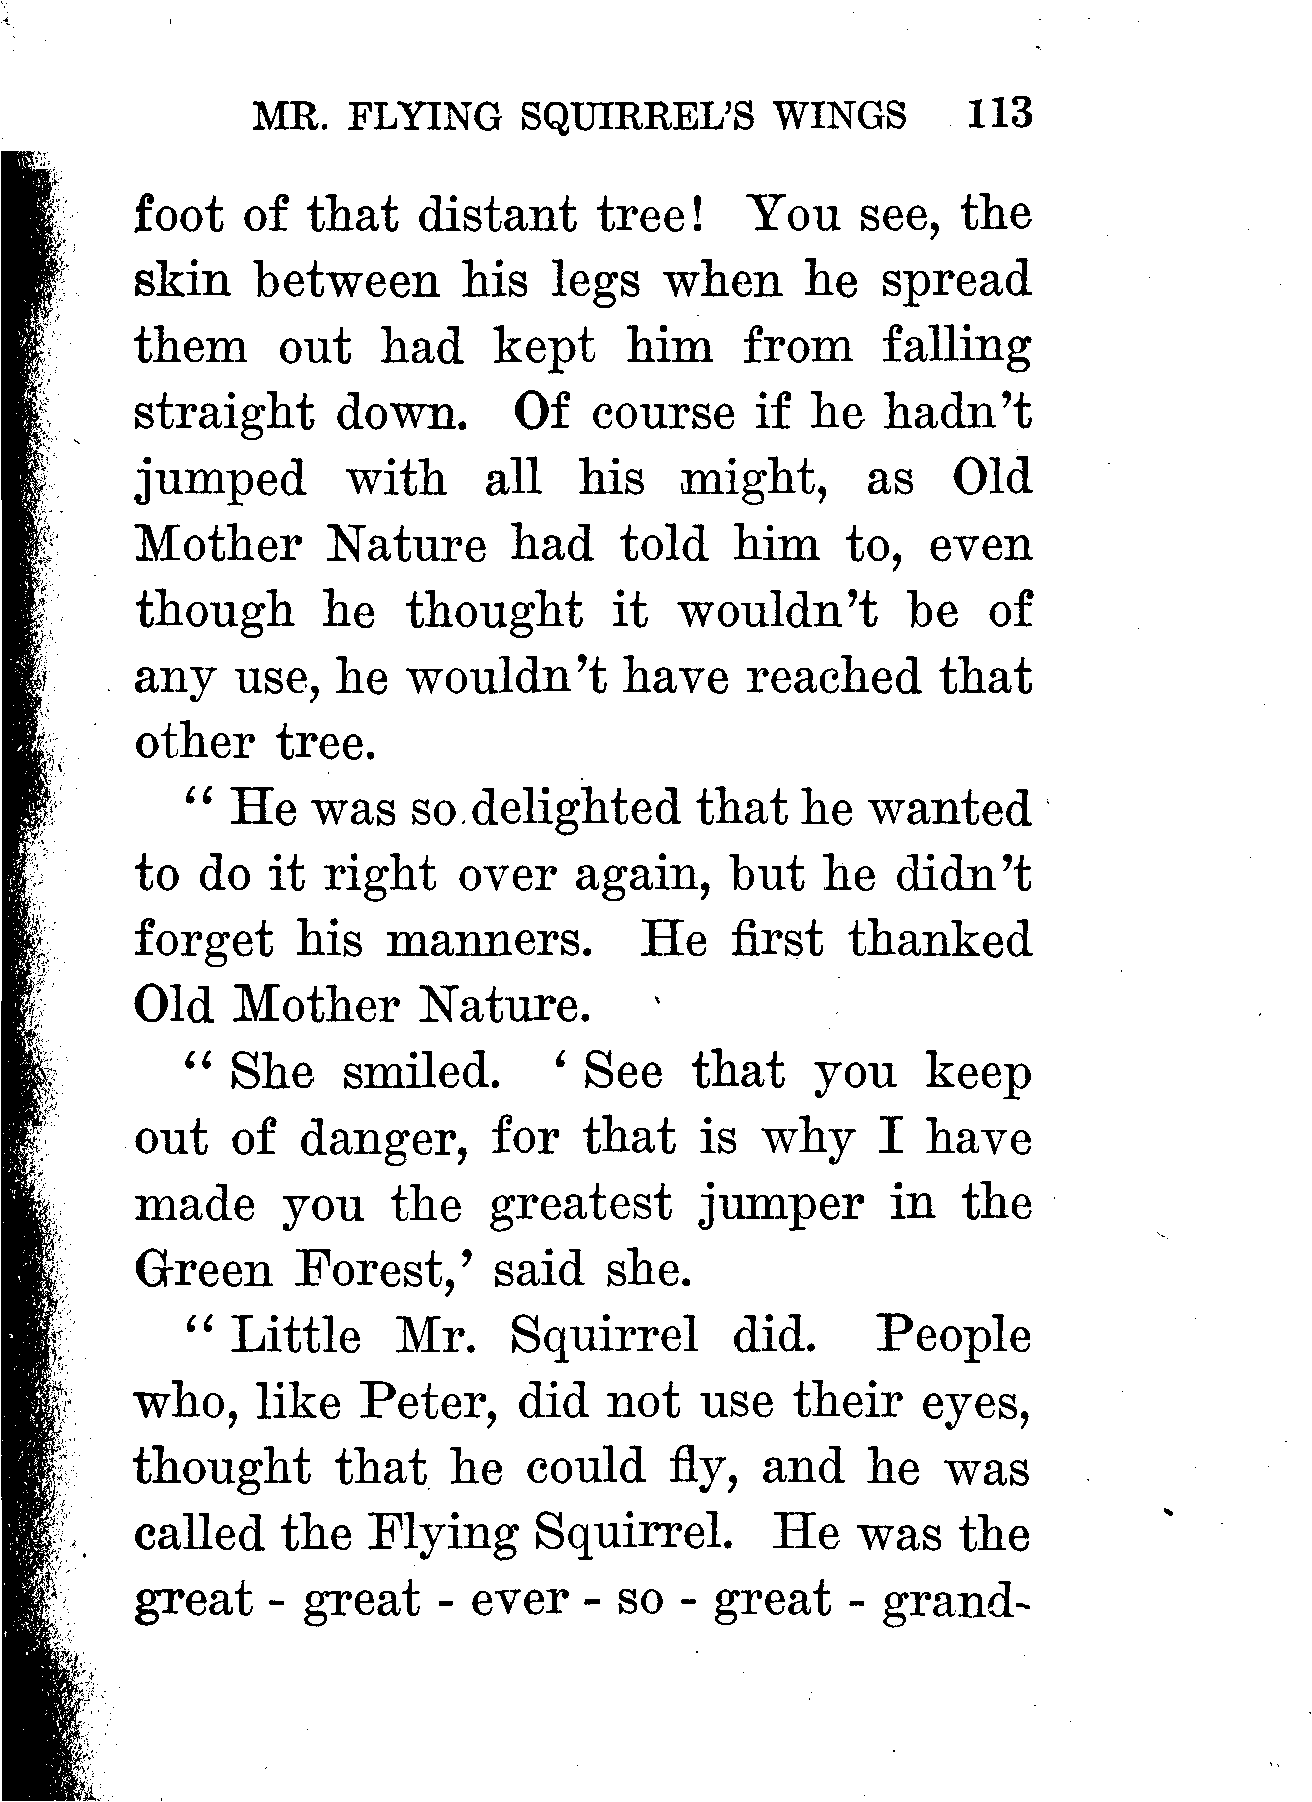 MR. FLYING SQUIRREL'S WINGS 113
foot of that distant tree! You see, the
skin between his legs when he spread
them out had kept him from falling
straight down. Of course if he hadn't
jumped with all his might, as Old
Mother Nature had told him to, even
though he thought it wouldn't be of
any use, he wouldn't have reached that
other tree.
“ He was so delighted that he wanted
to do it right over again, but he didn't
forget his manners. He first thanked
Old Mother Nature.
“ She smiled. ‘ See that you keep
out of danger, for that is why I have
made you the greatest jumper in the
Green Forest,’ said she.
“ Little Mr. Squirrel did. People
who, like Peter, did not use their eyes,
thought that he could fly, and he was
called the Flying Squirrel. He was the
great - great - ever - so - great - grand-